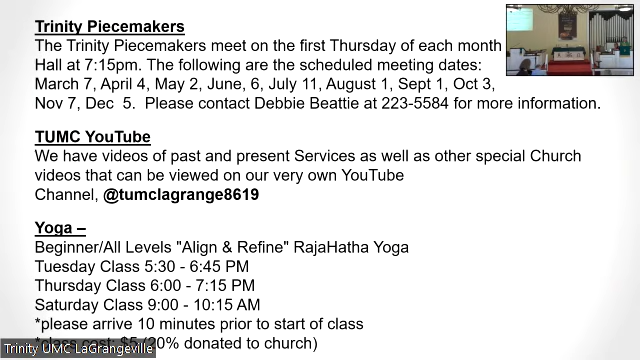 Trinity Piecemakers
The Trinity Piecemakers meet on the first Thursday of each month
Hall at 7:15pm. The following are the scheduled meeting dates:
March 7, April 4, May 2, June, 6, July 11, August 1, Sept 1, Oct 3,
Nov 7, Dec 5. Please contact Debbie Beattie at 223-5584 for more information.
TUMC YouTube
We have videos of past and present Services as well as other special Church
videos that can be viewed on our very own YouTube
Channel, @tumclagrange8619
Yoga –
Beginner/All Levels "Align & Refine" RajaHatha Yoga
Tuesday Class 5:30 - 6:45 PM
Thursday Class 6:00 - 7:15 PM
Saturday Class 9:00 - 10:15 AM
*please arrive 10 minutes prior to start of class
*class cost: $5 (20% donated to church)
Trinity UMC LaGrangeville